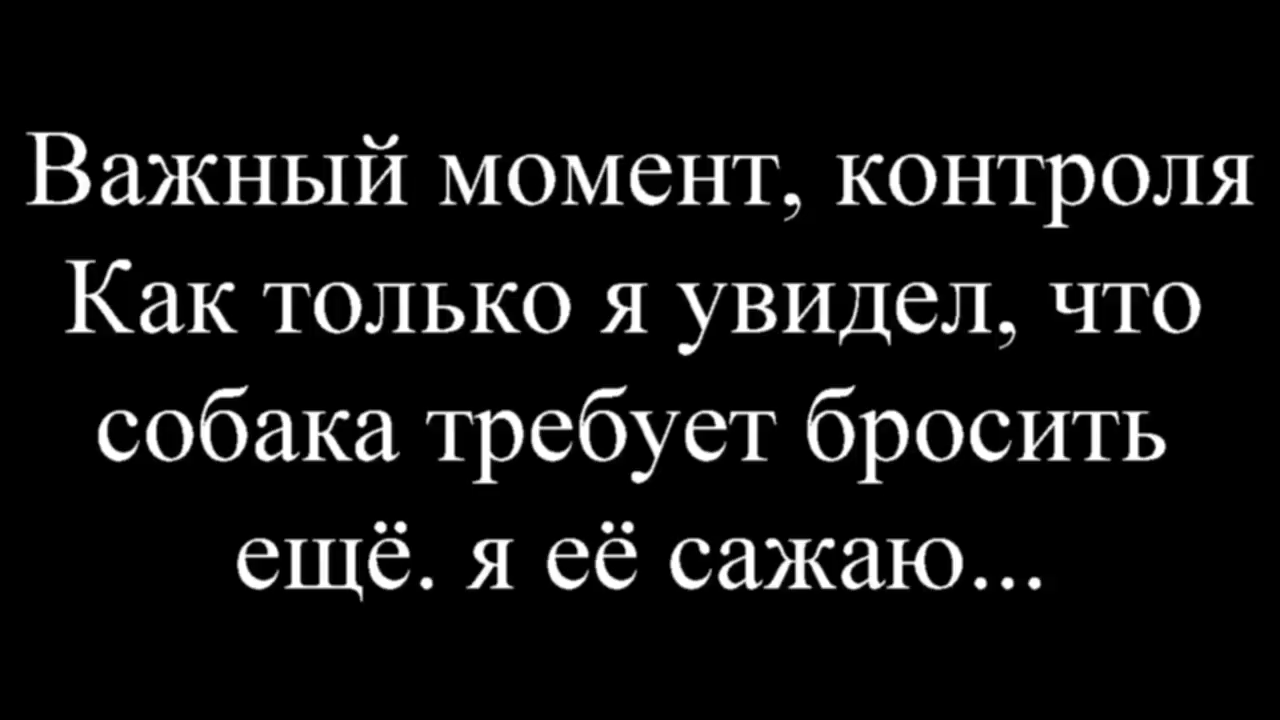 Важный момент, контроля
Как только я увидел, что
собака требует бросить
ещё. я её сажаю...